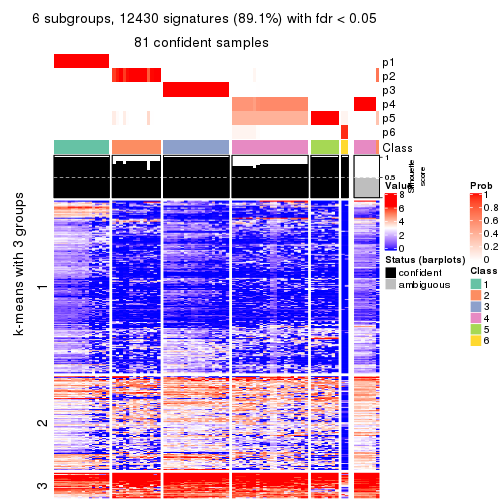 6 subgroups, 12430 signatures (89.1%) with fdr < 0.05
81 confident samples
p1
p2
p3
p4
p5
p6
Class
1
0.5
0
Silhouette
score
k-means with 3 groups
1
2
3
Value
8
6
4
2
0
Status (barplots)
confident
ambiguous
Prob
1
0.8
0.6
0.4
0.2
0
Class
1
2
3
4
5
6